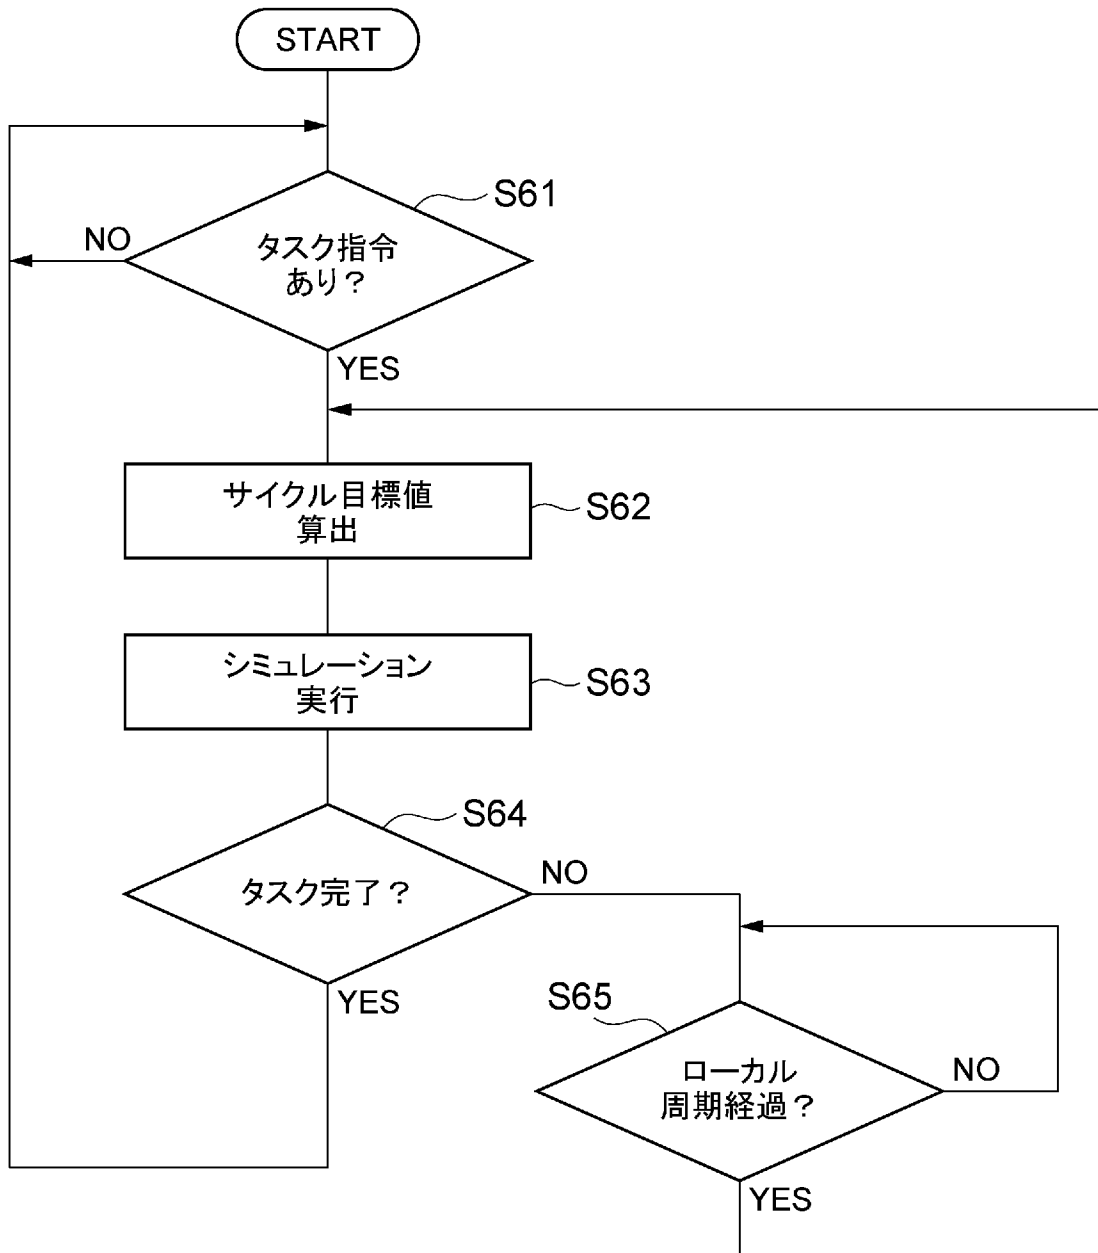 START
S61
NO
タスク指令
あり？
YES
サイクル目標値
算出
S62
シミュレーション
実行
S63
S64
タスク完了？
NO
YES
S65
ローカル
周期経過？
NO
YES